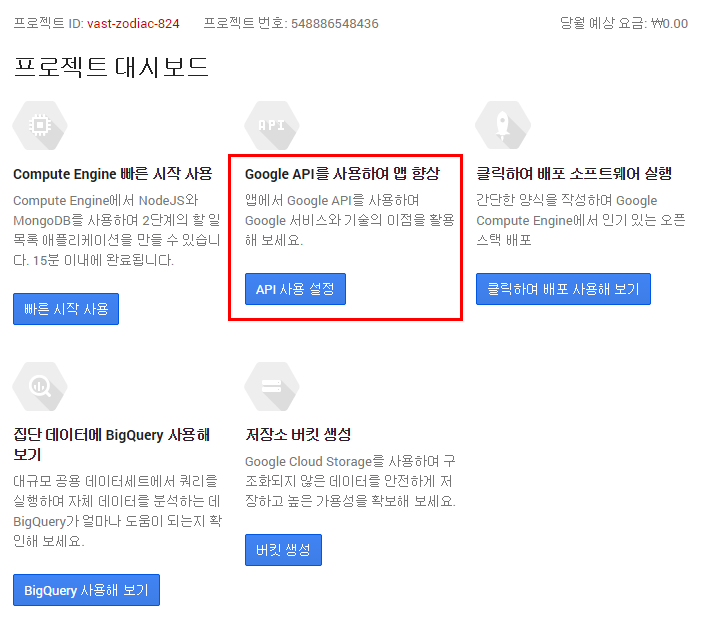 프로젝트 ID: vast-zodiac-824 프로젝트 번호: 548886548436 당월 예상 요금: ₩0.00
프로젝트 대시보드
Compute Engine 빠른 시작 사용
Compute Engine에서 NodeJS와
MongoDB를 사용하여 2단계의 할 일
목록 애플리케이션을 만들 수 있습니
다. 15분 이내에 완료됩니다.
빠른 시작 사용
API
Google API를 사용하여 앱 향상
앱에서 Google API를 사용하여
Google 서비스와 기술의 이점을 활용
해 보세요.
API 사용 설정
클릭하여 배포 소프트웨어 실행
간단한 양식을 작성하여 Google
Compute Engine에서 인기 있는 오픈
스택 배포
클릭하여 배포 사용해 보기
집단 데이터에 BigQuery 사용해
보기
대규모 공용 데이터세트에서 쿼리를
실행하여 자체 데이터를 분석하는 데
BigQuery가 얼마나 도움이 되는지 확
인해 보세요.
BigQuery 사용해 보기
저장소 버킷 생성
Google Cloud Storage를 사용하여 구
조화되지 않은 데이터를 안전하게 저
장하고 높은 가용성을 확보해 보세요.
버킷 생성